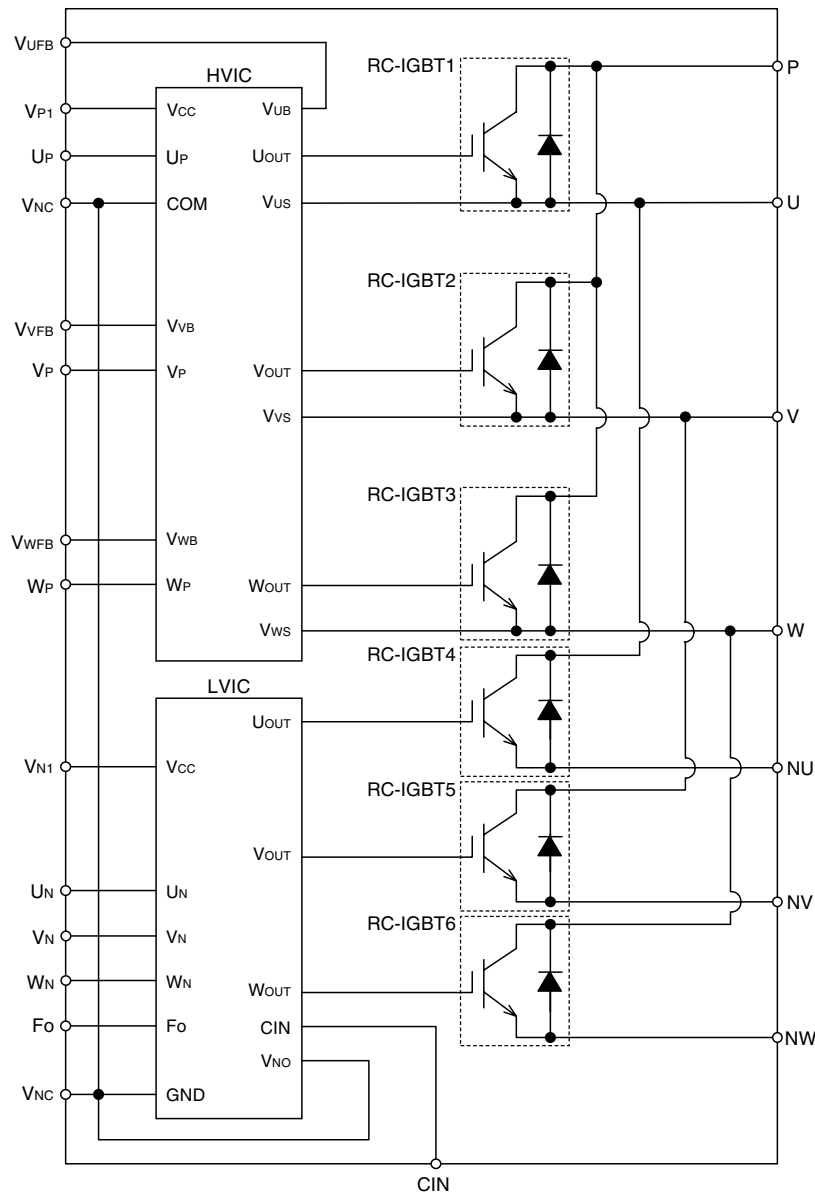 VUFB
HVIC
RC-IGBT1
P
VP1
VCC
VUB
UP
UP
UOUT
VNC
COM
VUS
U
RC-IGBT2
VVFB
VVB
VP
VP
VOUT
VVS
V
RC-IGBT3
VWFB
VWB
WP
WP
WOUT
VWS
W
RC-IGBT4
LVIC
UOUT
VN1
VCC
NU
RC-IGBT5
VOUT
UN
UN
NV
RC-IGBT6
VN
VN
WN
WN
WOUT
Fo
Fo
CIN
NW
VNO
VNC
GND
CIN